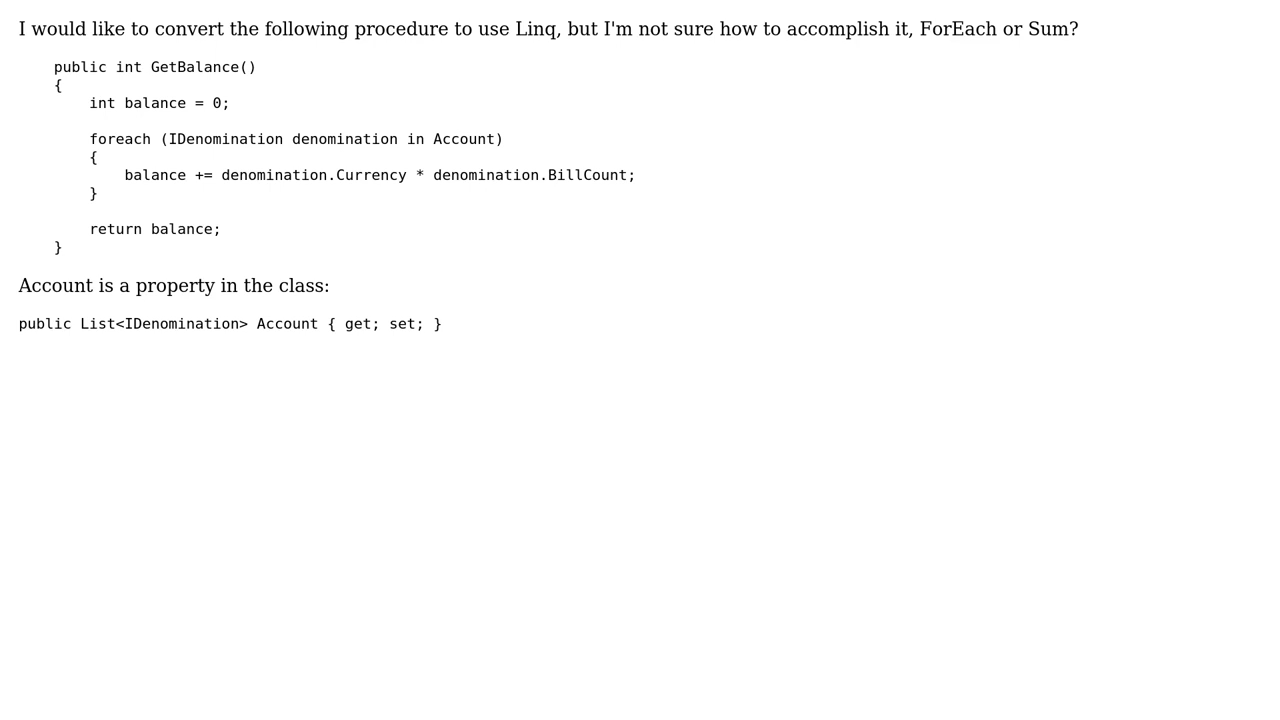 I would like to convert the following procedure to use Linq, but I'm not sure how to accomplish it, ForEach or Sum?
    public int GetBalance()
    {
        int balance = 0;
        foreach (IDenomination denomination in Account)
        {
            balance += denomination.Currency * denomination.BillCount;
        }
        return balance;
    }
Account is a property in the class:
public List<IDenomination> Account { get; set; }